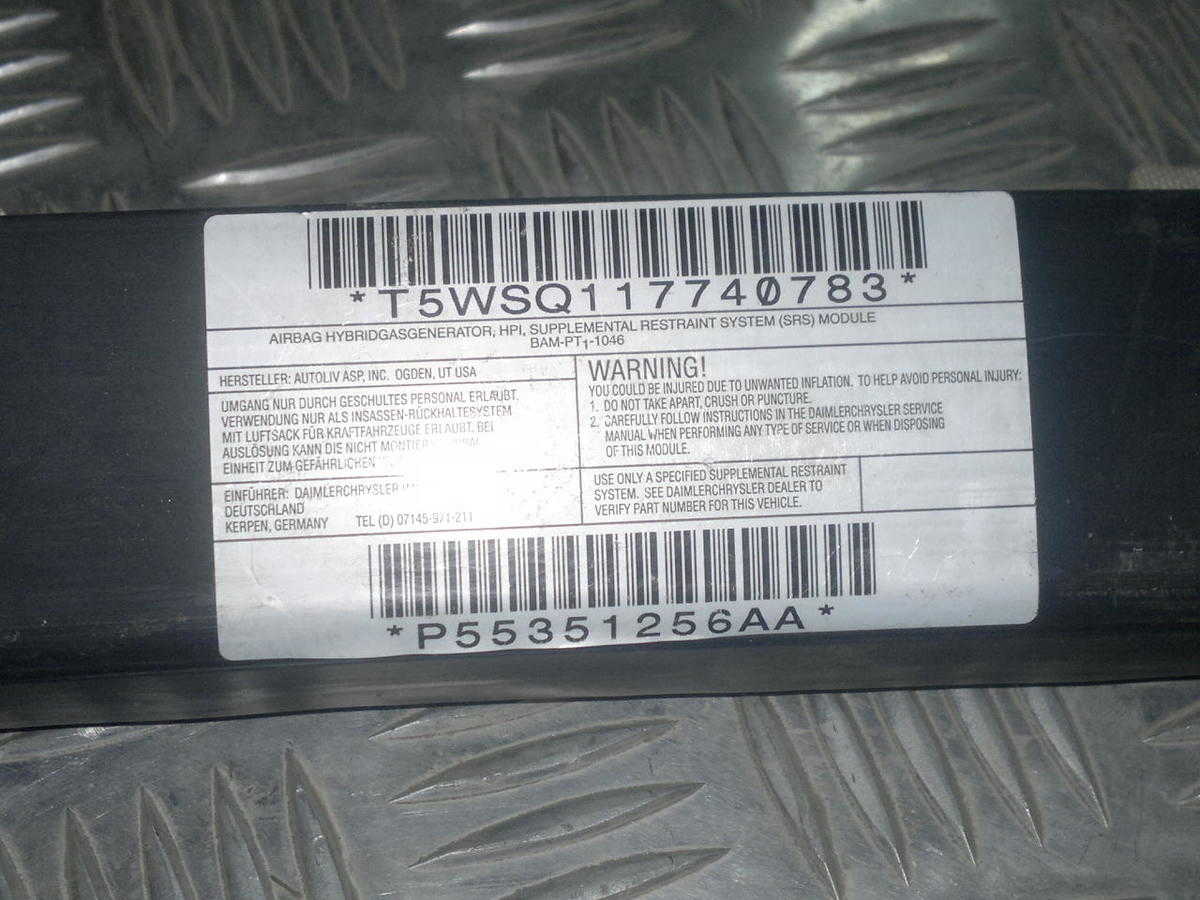 *T5WSQ117740783*
AIRBAG HYBRIDGASGENERATOR, HPI, SUPPLEMENTAL RESTRAINT SYSTEM (SRS) MODULE
BAM-PT1-1046
HERSTELLER: AUTOLIV ASP, INC. OGDEN, UT USA
UMGANG NUR DURCH GESCHULTES PERSONAL ERLAUBT.
VERWENDUNG NUR ALS INSASSEN-RÜCKHALTESYSTEM
MIT LUFTSACK FÜR KRAFTFAHRZEUGE ERLAUBT. BEI
AUSLÖSUNG KANN DIE NICHT
EINHEIT ZUM GEFÄHRLICHEN
EINFÜHRER: DAIMLERCHRYSLER
DEUTSCHLAND
KERPEN, GERMANY TEL (D) 07145-971-211
WARNING!
YOU COULD BE INJURED DUE TO UNWANTED INFLATION. TO HELP AVOID PERSONAL INJURY:
1. DO NOT TAKE APART, CRUSH OR PUNCTURE.
2. CAREFULLY FOLLOW INSTRUCTIONS IN THE DAIMLERCHRYSLER SERVICE
MANUAL WHEN PERFORMING ANY TYPE OF SERVICE OR WHEN DISPOSING
OF THIS MODULE.
USE ONLY A SPECIFIED SUPPLEMENTAL RESTRAINT
SYSTEM. SEE DAIMLERCHRYSLER DEALER TO
VERIFY PART NUMBER FOR THIS VEHICLE.
*P55351256AA*